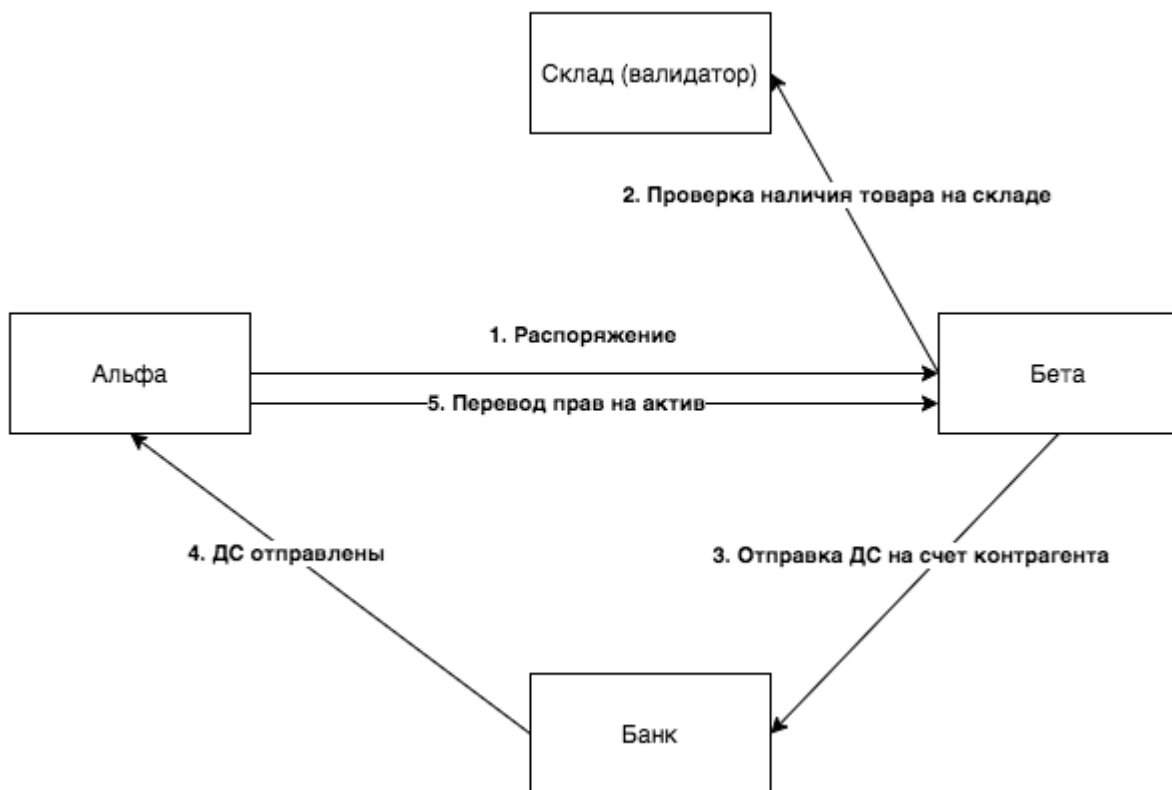 Склад (валидатор)
2. Проверка наличия товара на складе
1. Распоряжение
Альфа
Бета
5. Перевод прав на актив
4. ДС отправлены
3. Отправка ДС на счет контрагента
Банк